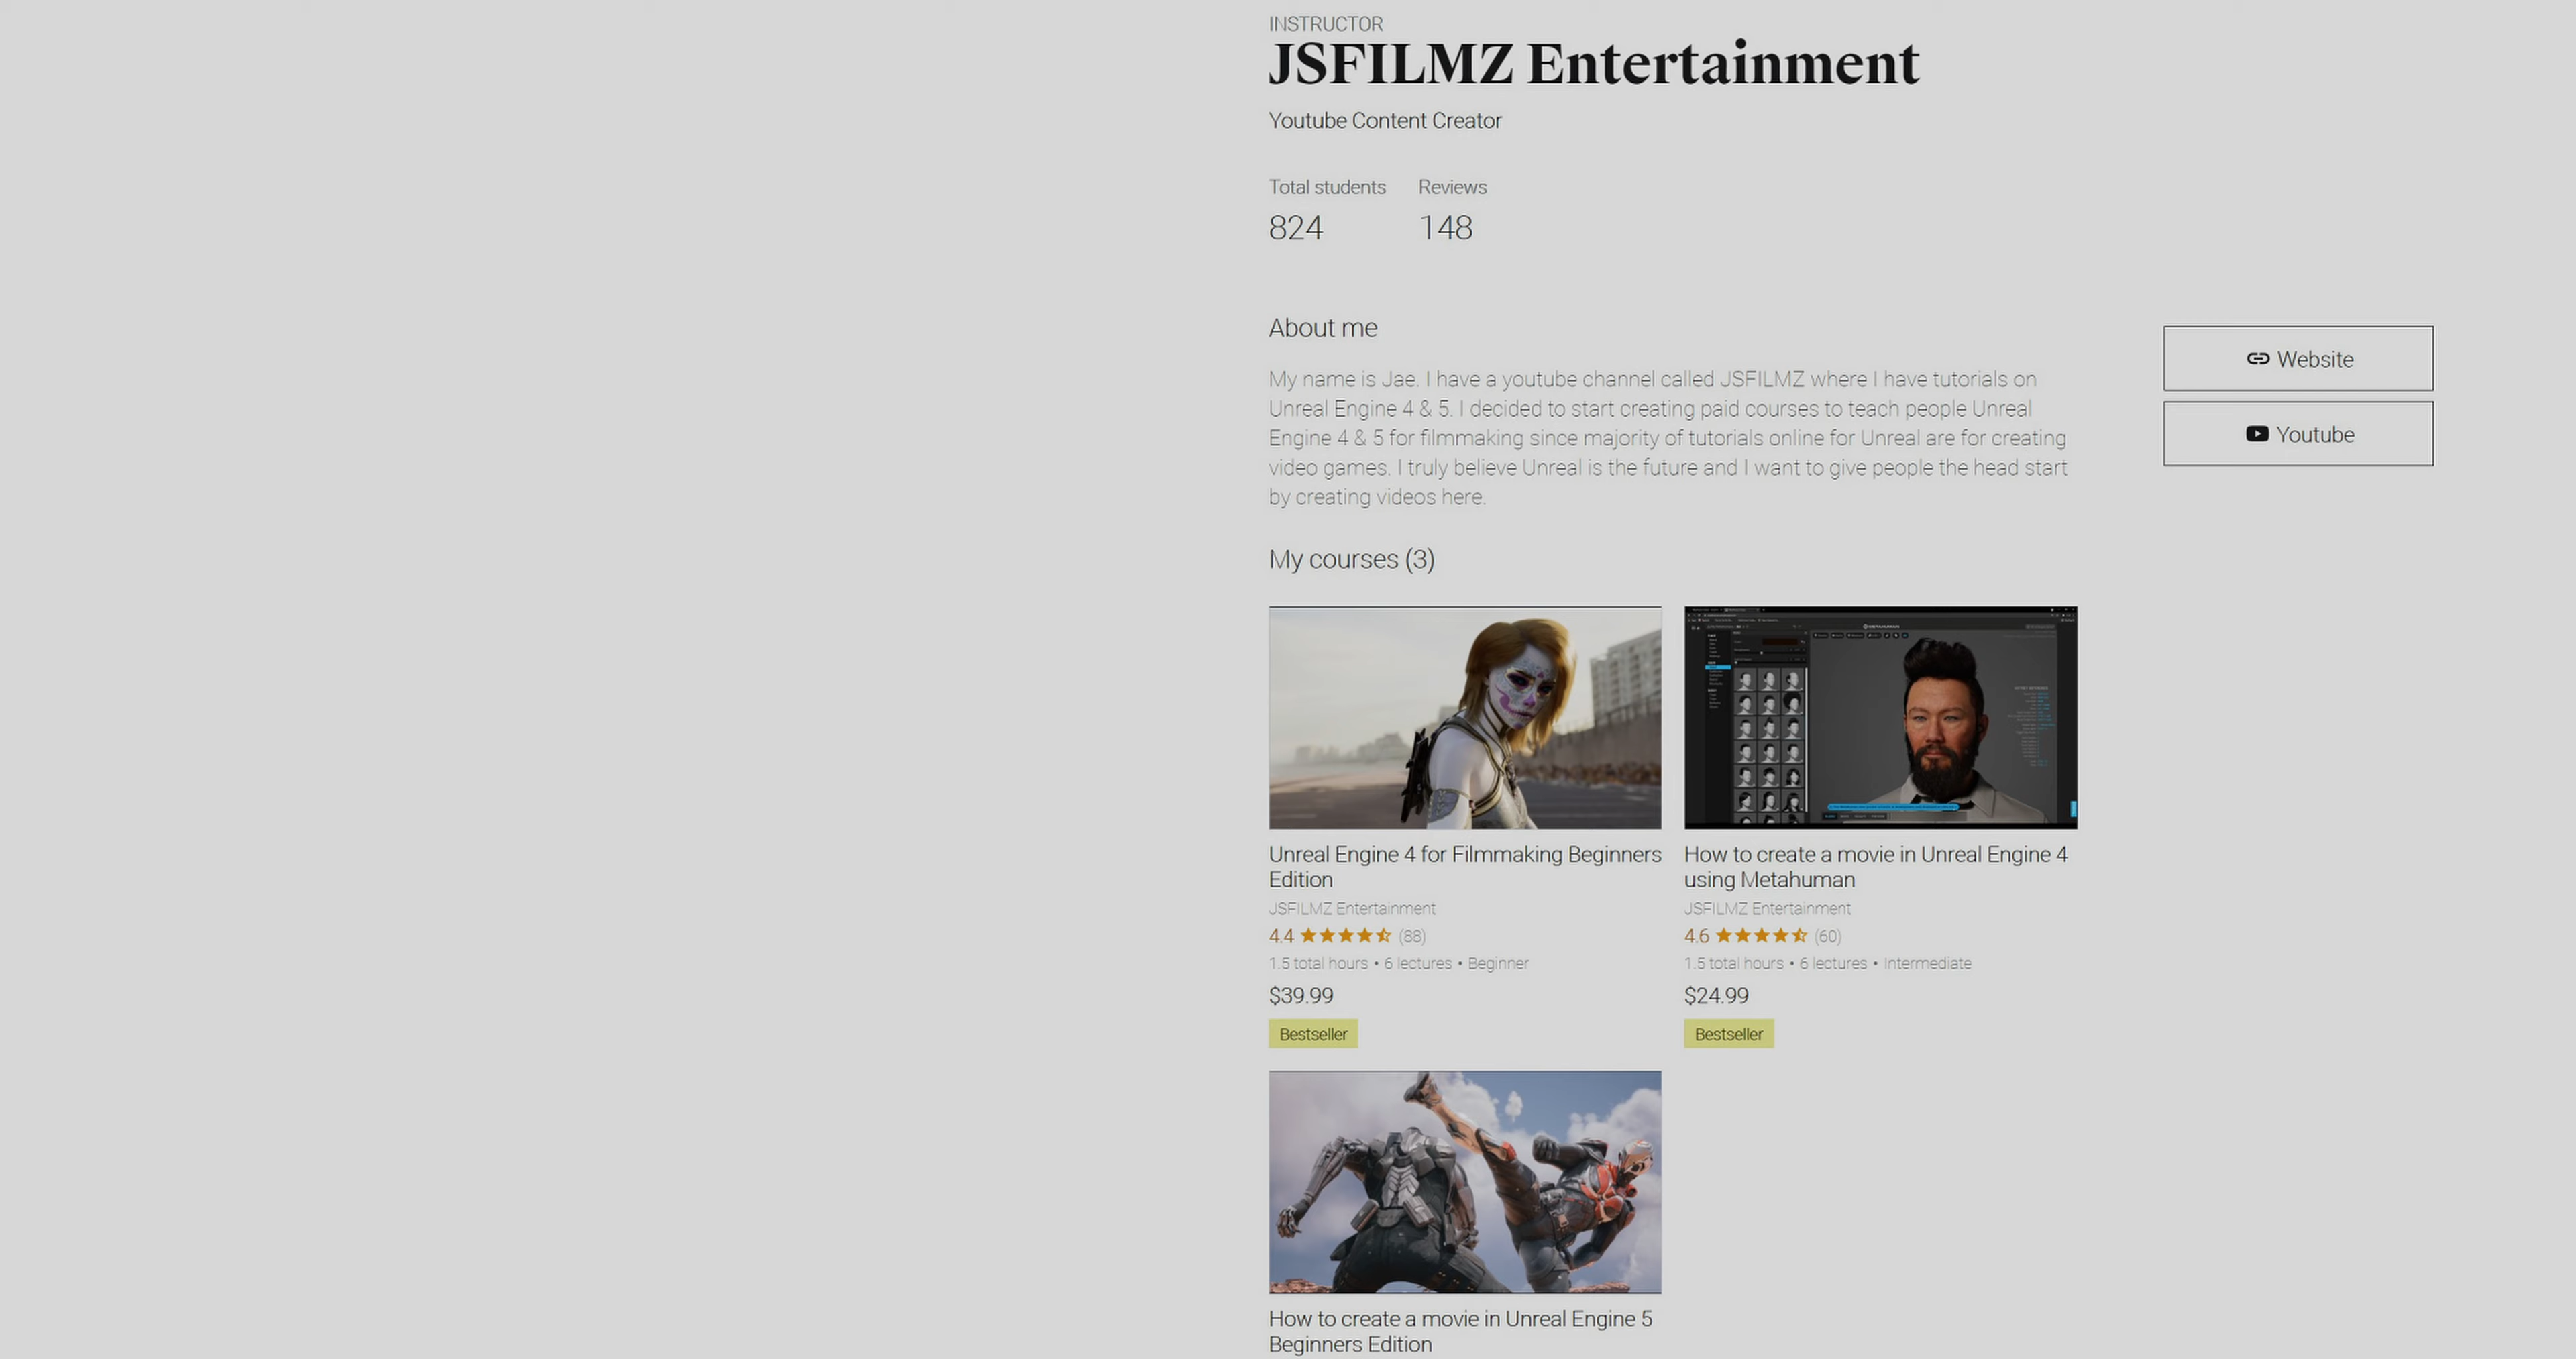 INSTRUCTOR
JSFILMZ Entertainment
Youtube Content Creator
Total students
Reviews
824
148
About me
My name is Jae. I have a youtube channel called JSFILMZ where I have tutorials on
Unreal Engine 4 & 5. I decided to start creating paid courses to teach people Unreal
Engine 4 & 5 for filmmaking since majority of tutorials online for Unreal are for creating
video games. I truly believe Unreal is the future and I want to give people the head start
by creating videos here.
Website
Youtube
My courses (3)
Unreal Engine 4 for Filmmaking Beginners
Edition
JSFILMZ Entertainment
4.4 (88)
1.5 total hours • 6 lectures • Beginner
$39.99
Bestseller
How to create a movie in Unreal Engine 4
using Metahuman
JSFILMZ Entertainment
4.6 (60)
1.5 total hours • 6 lectures • Intermediate
$24.99
Bestseller
How to create a movie in Unreal Engine 5
Beginners Edition